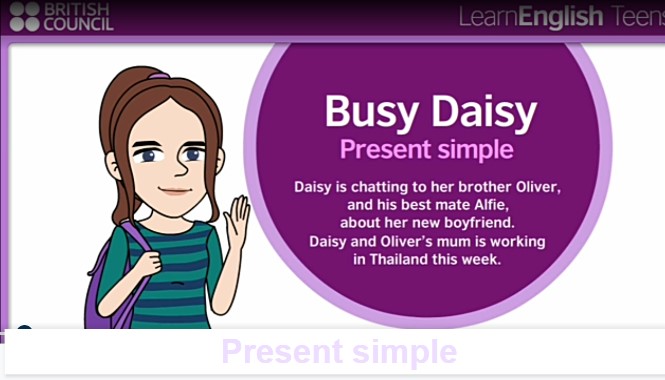 BRITISH
COUNCIL
LearnEnglish Teens
Busy Daisy
Present simple
Daisy is chatting to her brother Oliver,
and his best mate Alfie,
about her new boyfriend.
Daisy and Oliver's mum is working
in Thailand this week.
Present simple